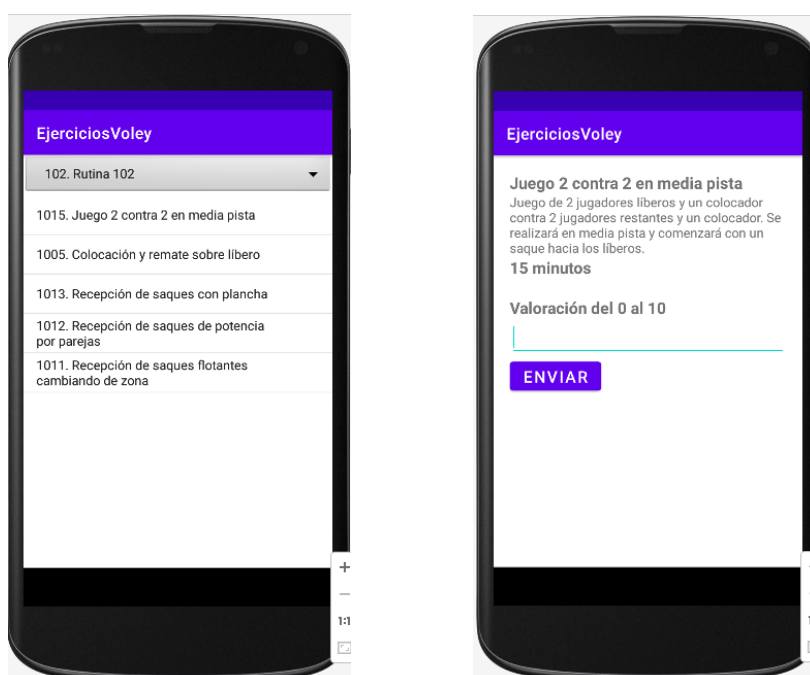 EjerciciosVoley
102. Rutina 102
1015. Juego 2 contra 2 en media pista
1005. Colocación y remate sobre líbero
1013. Recepción de saques con plancha
1012. Recepción de saques de potencia
por parejas
1011. Recepción de saques flotantes
cambiando de zona
1:1
EjerciciosVoley
Juego 2 contra 2 en media pista
Juego de 2 jugadores líberos y un colocador
contra 2 jugadores restantes y un colocador. Se
realizará en media pista y comenzará con un
saque hacia los líberos.
15 minutos
Valoración del 0 al 10
ENVIAR